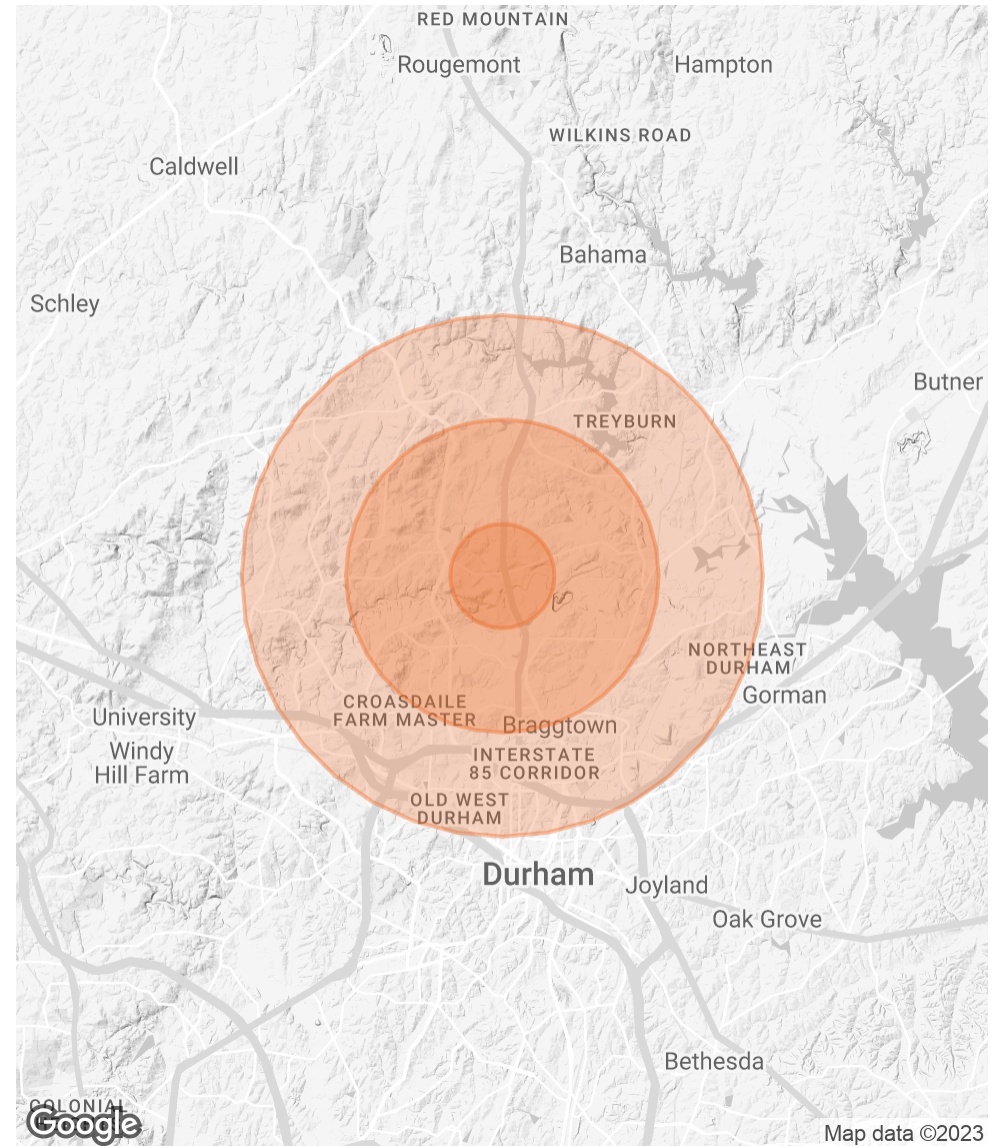 RED MOUNTAIN
Rougemont
Hampton
WILKINS ROAD
Caldwell
Bahama
Schley
Butner
TREYBURN
NORTHEAST
DURHAM
Gorman
CROASDAILE
FARM MASTER
Braggtown
University
Windy
Hill Farm
INTERSTATE
85 CORRIDOR
OLD WEST
DURHAM
Durham
Joyland
Oak Grove
Bethesda
COLONIAL
Google
Map data ©2023